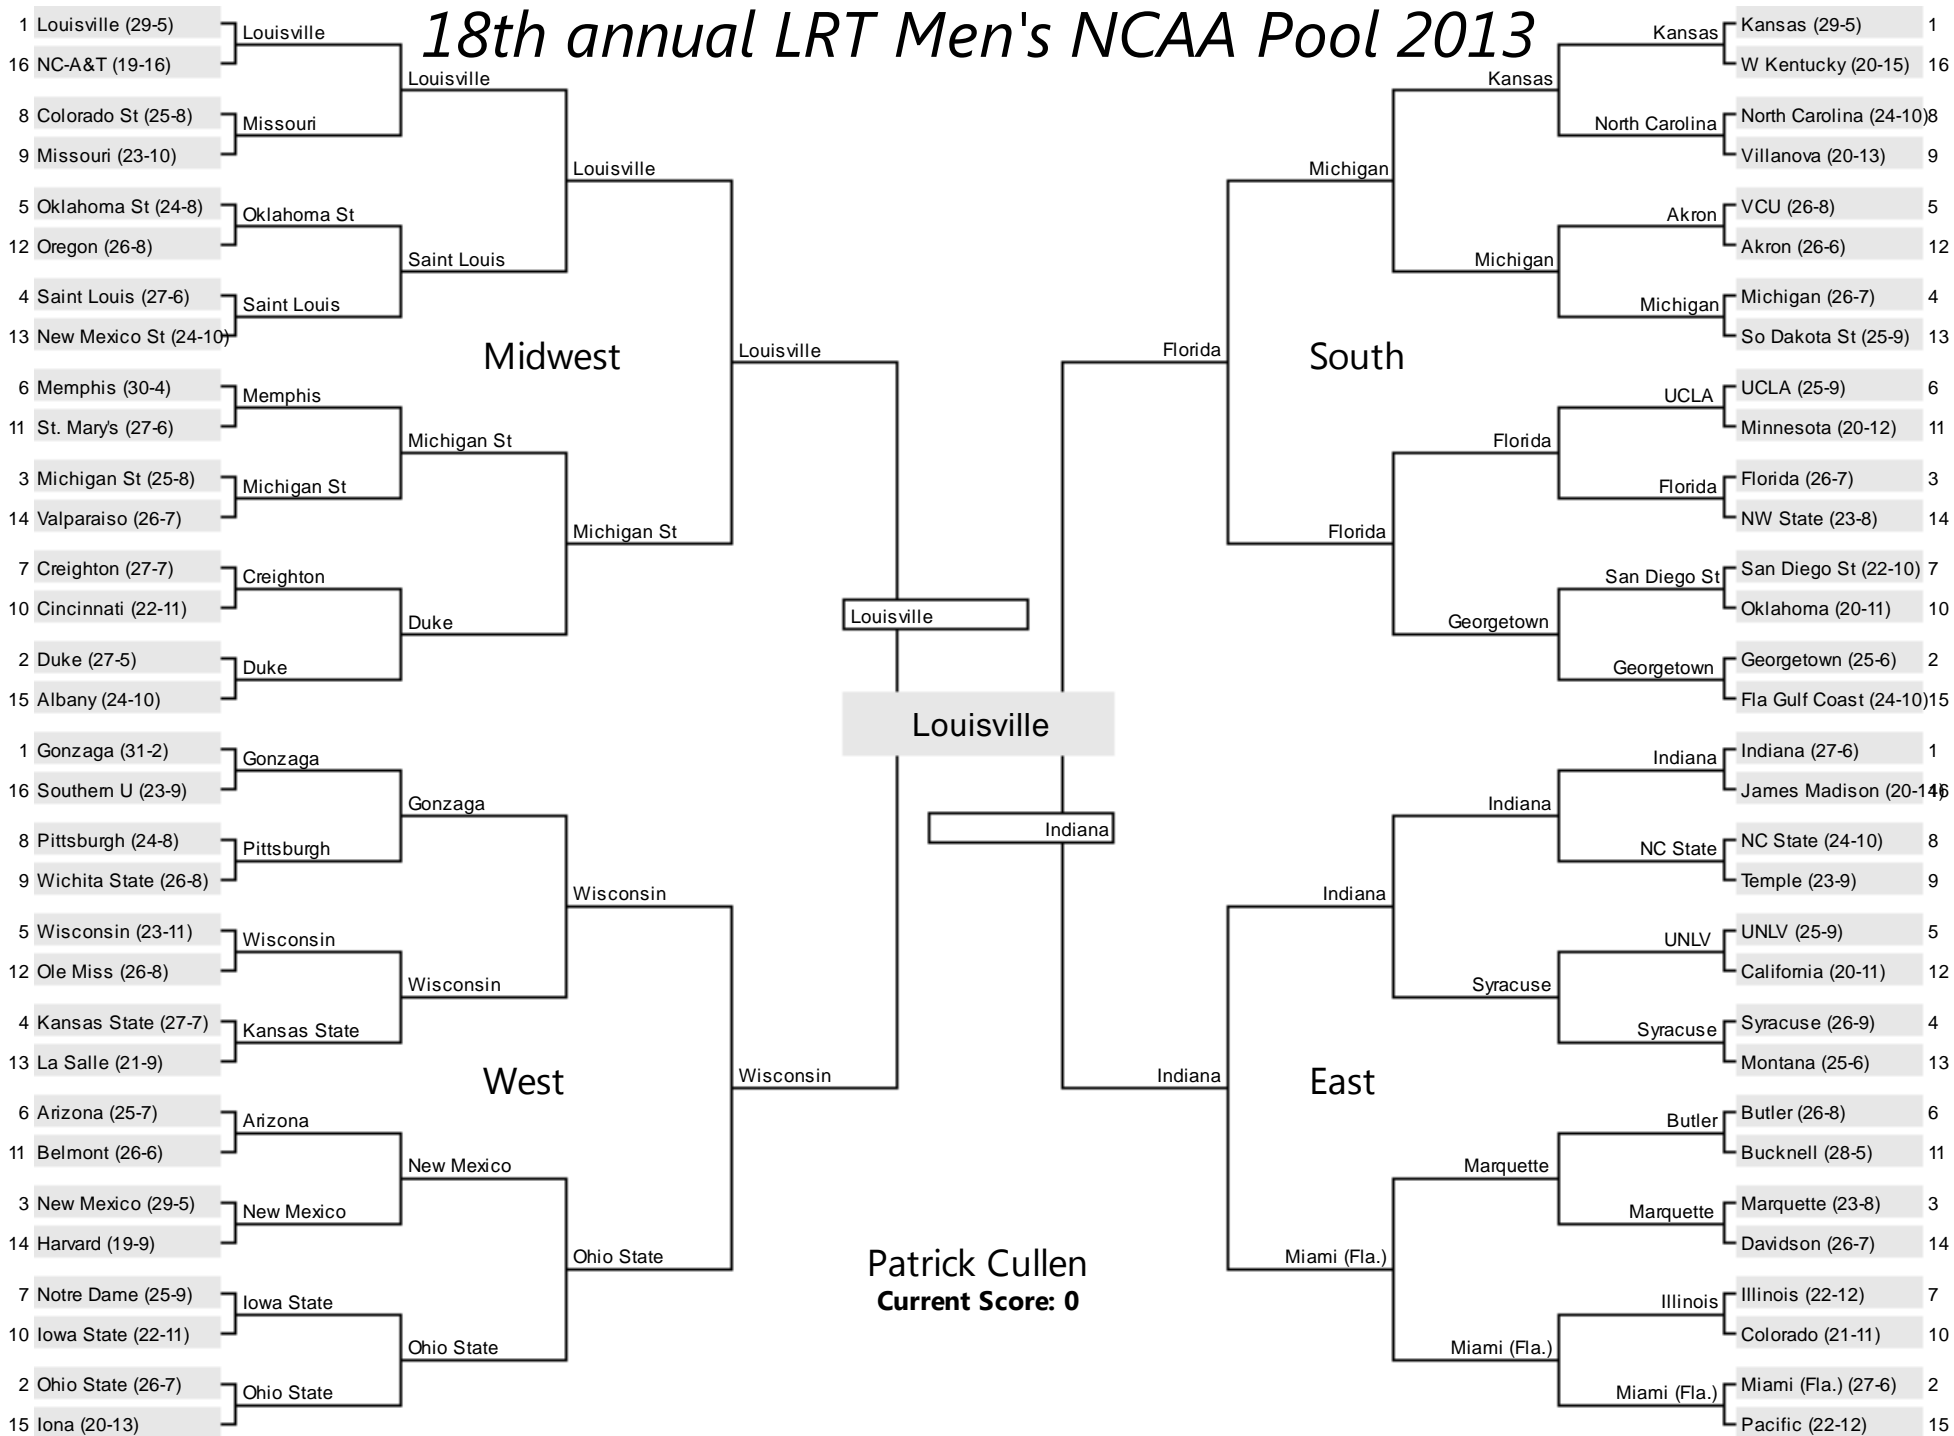 18th annual LRT Men's NCAA Pool 2013
1 Louisville (29-5)
16 NC-A&T (19-16)
8 Colorado St (25-8)
9 Missouri (23-10)
5 Oklahoma St (24-8)
12 Oregon (26-8)
4 Saint Louis (27-6)
13 New Mexico St (24-10)
6 Memphis (30-4)
11 St. Mary's (27-6)
3 Michigan St (25-8)
14 Valparaiso (26-7)
7 Creighton (27-7)
10 Cincinnati (22-11)
2 Duke (27-5)
15 Albany (24-10)
Louisville
Missouri
Oklahoma St
Saint Louis
Memphis
Michigan St
Creighton
Duke
Louisville
Saint Louis
Michigan St
Duke
Louisville
Michigan St
Louisville
Midwest
1 Gonzaga (31-2)
16 Southern U (23-9)
8 Pittsburgh (24-8)
9 Wichita State (26-8)
5 Wisconsin (23-11)
12 Ole Miss (26-8)
4 Kansas State (27-7)
13 La Salle (21-9)
6 Arizona (25-7)
11 Belmont (26-6)
3 New Mexico (29-5)
14 Harvard (19-9)
7 Notre Dame (25-9)
10 Iowa State (22-11)
2 Ohio State (26-7)
15 Iona (20-13)
Gonzaga
Pittsburgh
Wisconsin
Kansas State
Arizona
New Mexico
Iowa State
Ohio State
Gonzaga
Wisconsin
New Mexico
Ohio State
Wisconsin
Ohio State
Wisconsin
West
Louisville
Louisville
Indiana
Patrick Cullen
Current Score: 0
Kansas (29-5) 1
W Kentucky (20-15) 16
North Carolina (24-10) 8
Villanova (20-13) 9
VCU (26-8) 5
Akron (26-6) 12
Michigan (26-7) 4
So Dakota St (25-9) 13
UCLA (25-9) 6
Minnesota (20-12) 11
Florida (26-7) 3
NW State (23-8) 14
San Diego St (22-10) 7
Oklahoma (20-11) 10
Georgetown (25-6) 2
Fla Gulf Coast (24-10) 15
Kansas
North Carolina
Akron
Michigan
UCLA
Florida
San Diego St
Georgetown
Kansas
Michigan
Florida
Georgetown
Michigan
Florida
Florida
South
Indiana (27-6) 1
James Madison (20-14) 16
NC State (24-10) 8
Temple (23-9) 9
UNLV (25-9) 5
California (20-11) 12
Syracuse (26-9) 4
Montana (25-6) 13
Butler (26-8) 6
Bucknell (28-5) 11
Marquette (23-8) 3
Davidson (26-7) 14
Illinois (22-12) 7
Colorado (21-11) 10
Miami (Fla.) (27-6) 2
Pacific (22-12) 15
Indiana
NC State
UNLV
Syracuse
Butler
Marquette
Illinois
Miami (Fla.)
Indiana
Syracuse
Marquette
Miami (Fla.)
Indiana
Miami (Fla.)
Indiana
East